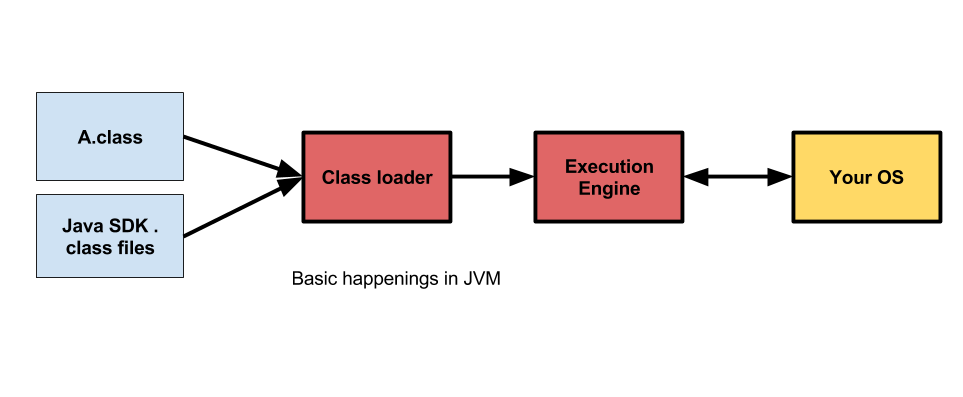 A.class
Java SDK .
class files
Class loader
Execution
Engine
Your OS
Basic happenings in JVM